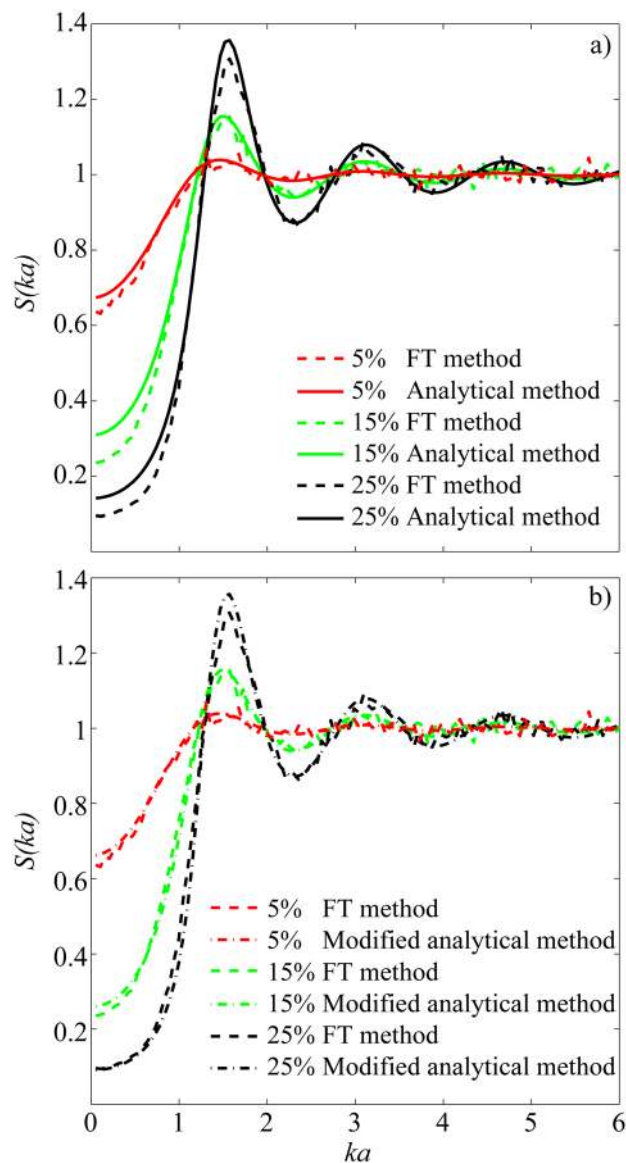 a)
1.4
1.2
1
0.8
0.6
0.4
0.2
S(ka)
5% FT method
5% Analytical method
15% FT method
15% Analytical method
25% FT method
25% Analytical method
b)
1.4
1.2
1
0.8
0.6
0.4
0.2
S(ka)
5% FT method
5% Modified analytical method
15% FT method
15% Modified analytical method
25% FT method
25% Modified analytical method
0 1 2 3 4 5 6
ka